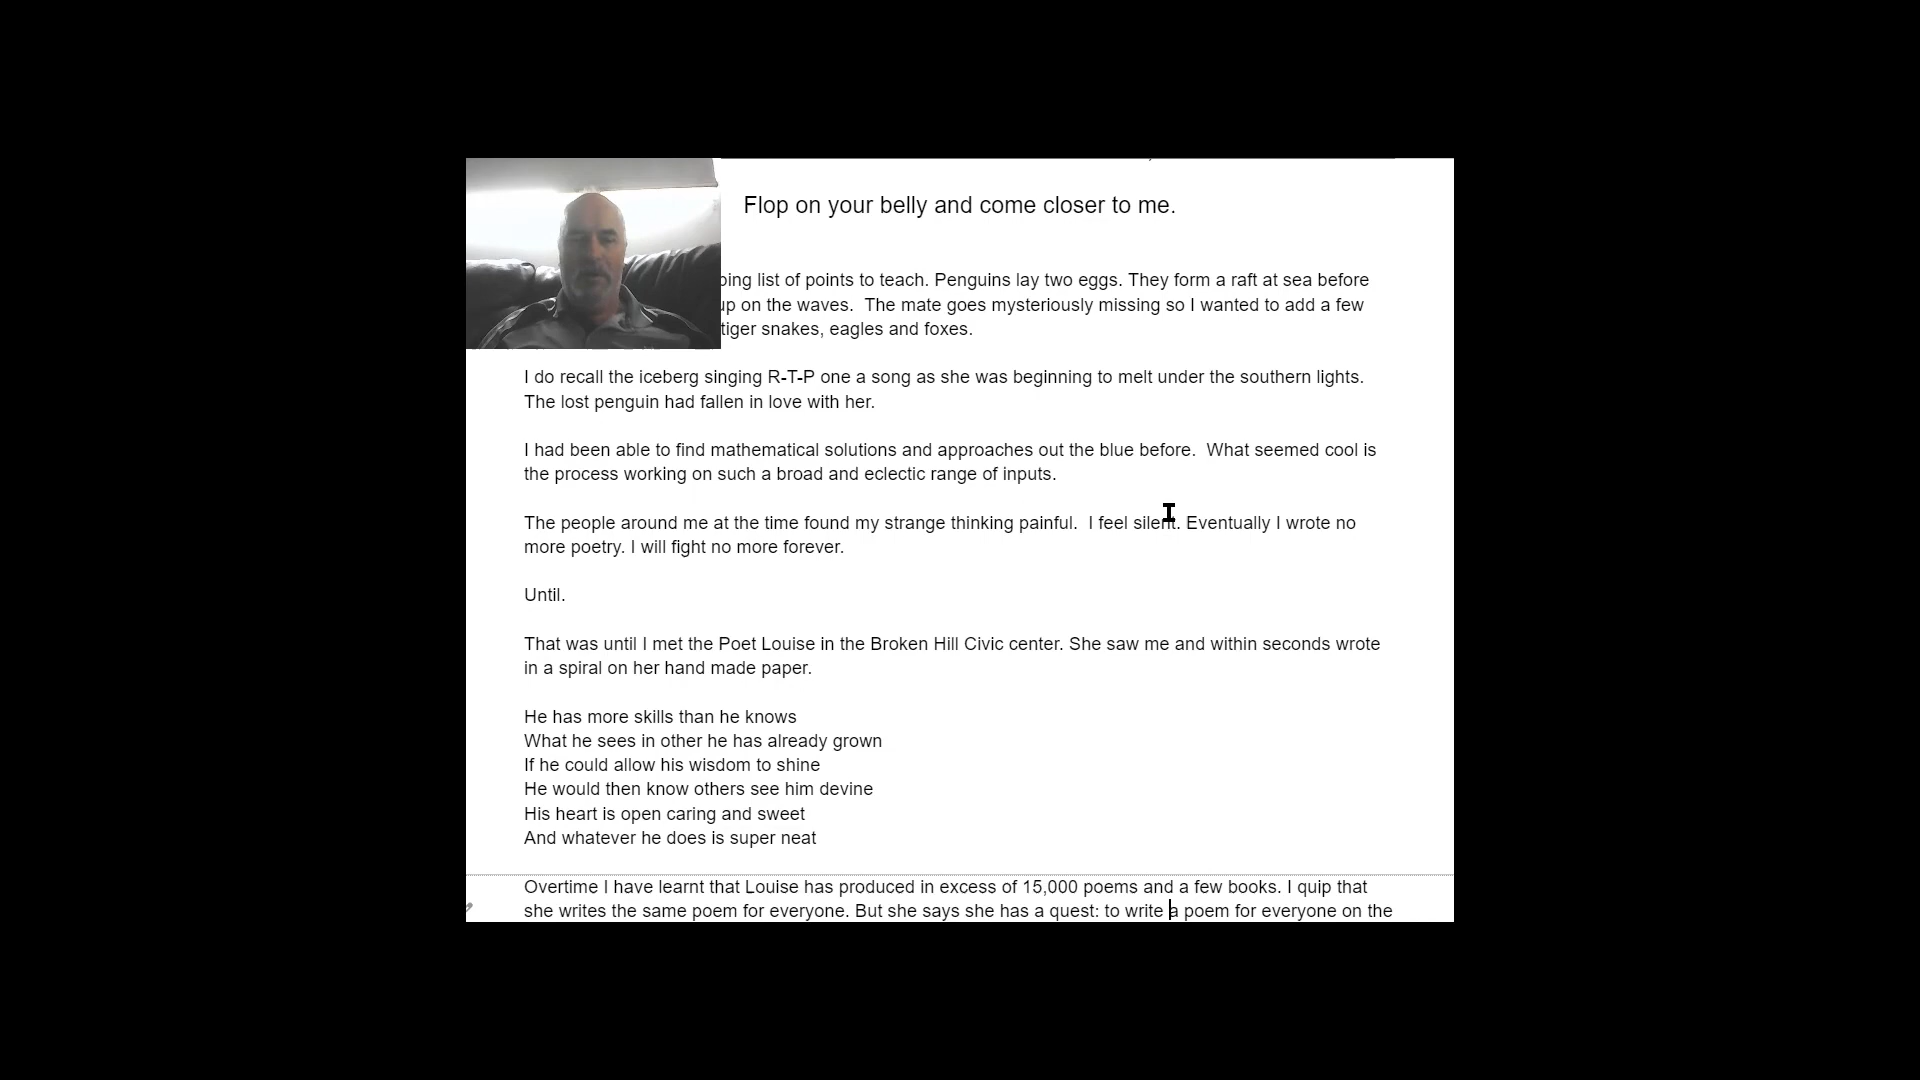 Flop on your belly and come closer to me.
list of points to teach. Penguins lay two eggs. They form a raft at sea before
up on the waves.  The mate goes mysteriously missing so I wanted to add a few
tiger snakes, eagles and foxes.
I do recall the iceberg singing R-T-P one a song as she was beginning to melt under the southern lights.
The lost penguin had fallen in love with her.
I had been able to find mathematical solutions and approaches out the blue before.  What seemed cool is
the process working on such a broad and eclectic range of inputs.
The people around me at the time found my strange thinking painful.  I feel silent. Eventually I wrote no
more poetry. I will fight no more forever.
Until.
That was until I met the Poet Louise in the Broken Hill Civic center. She saw me and within seconds wrote
in a spiral on her hand made paper.
He has more skills than he knows
What he sees in other he has already grown
If he could allow his wisdom to shine
He would then know others see him devine
His heart is open caring and sweet
And whatever he does is super neat
Overtime I have learnt that Louise has produced in excess of 15,000 poems and a few books. I quip that
she writes the same poem for everyone. But she says she has a quest: to write a poem for everyone on the